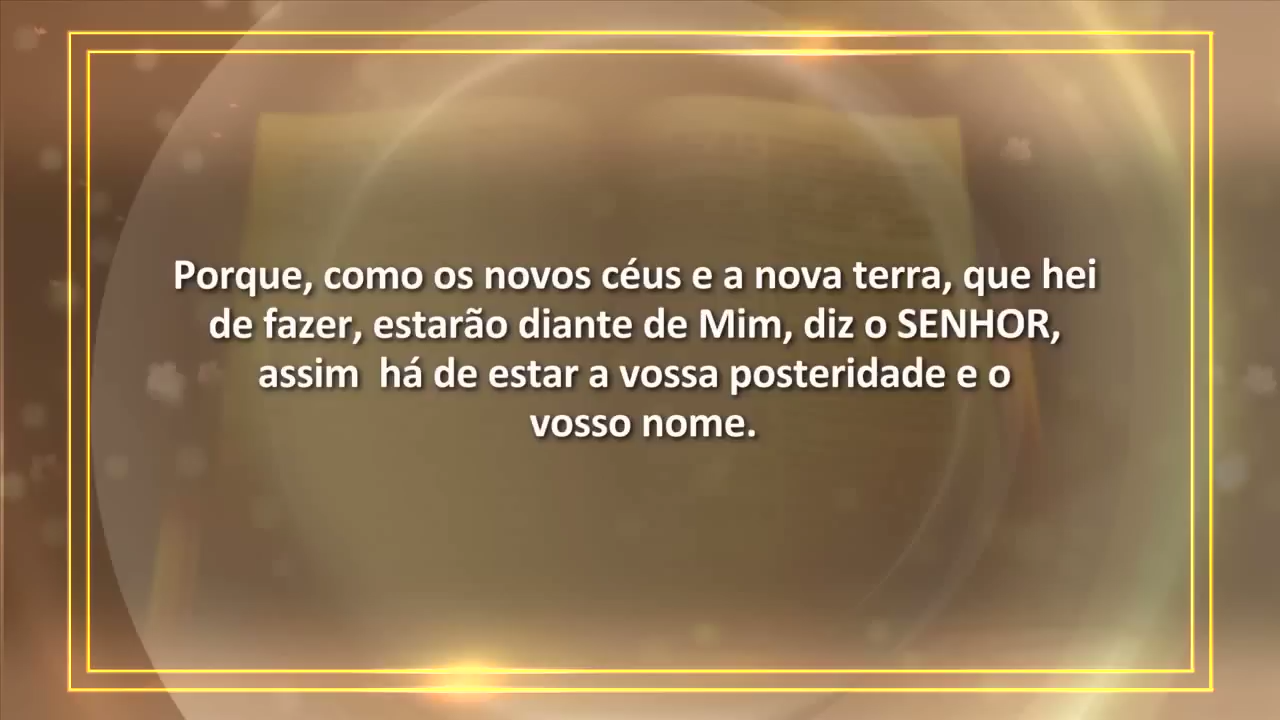 Porque, como os novos céus e a nova terra, que hei
de fazer, estarão diante de Mim, diz o SENHOR,
assim  há de estar a vossa posteridade e o
vosso nome.